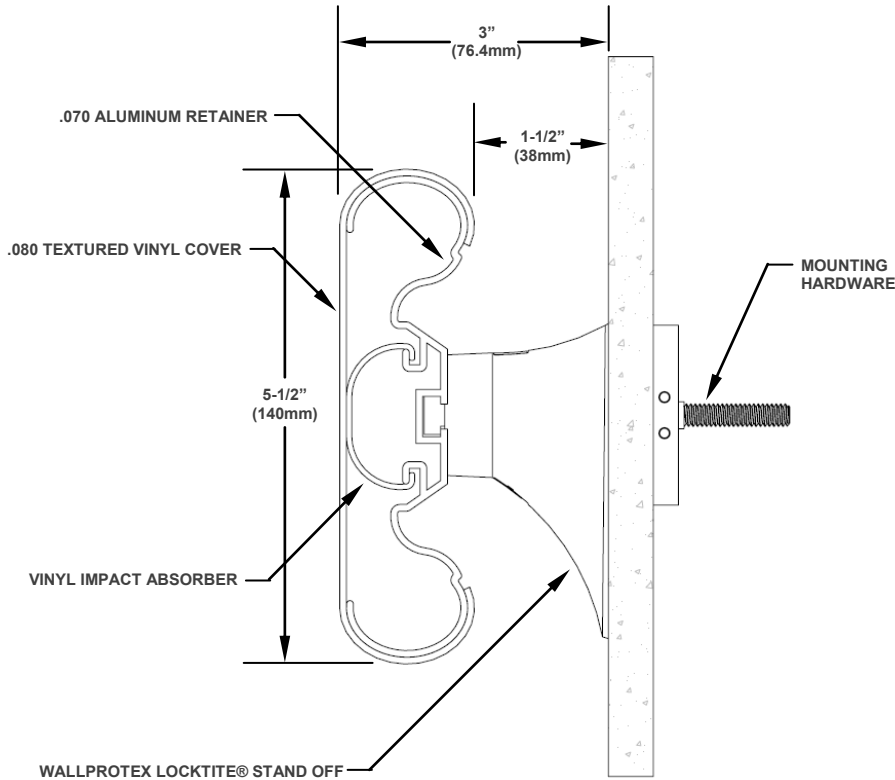 3”
(76.4mm)
.070 ALUMINUM RETAINER
1-1/2”
(38mm)
.080 TEXTURED VINYL COVER
MOUNTING
HARDWARE
5-1/2”
(140mm)
VINYL IMPACT ABSORBER
WALLPROTEX LOCKTITE® STAND OFF